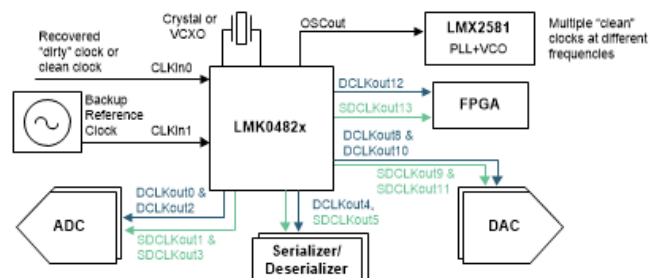 Crystal or
VCXO
OSCout
LMX2581
PLL+VCO
Multiple "clean"
clocks at different
frequencies
Recovered
"dirty" clock or
clean clock
CLKin0
Backup
Reference
Clock
CLKin1
LMK0482x
DCLKout12
SDCLKout13
FPGA
DCLKout8 &
DCLKout10
SDCLKout9 &
SDCLKout11
DAC
DCLKout0 &
DCLKout2
ADC
SDCLKout1 &
SDCLKout3
DCLKout4,
SDCLKout5
Serializer/
Deserializer